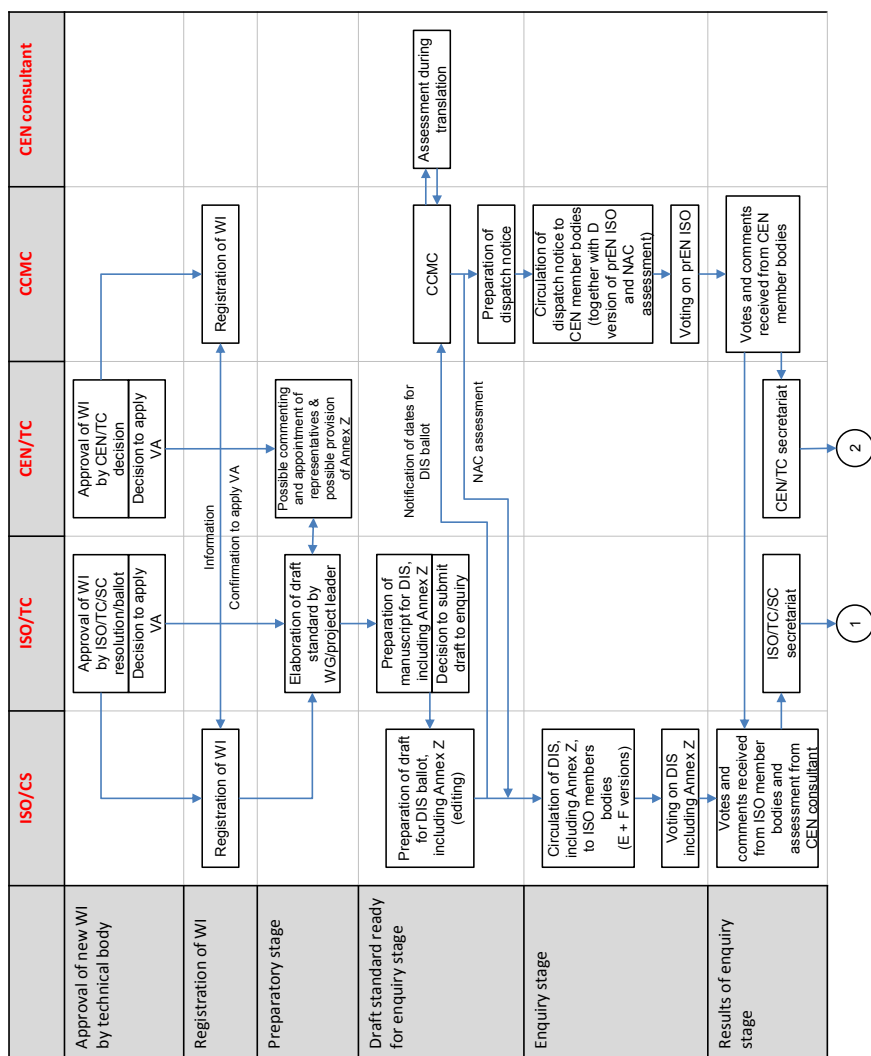 ISO/CS
ISO/TC
CEN/TC
CCMC
CEN consultant
Approval of new WI
by technical body
Approval of WI
by ISO/TC/SC
resolution/ballot
Decision to apply
VA
Approval of WI
by CEN/TC
decision
Decision to apply
VA
Registration of WI
Registration of WI
Information
Confirmation to apply VA
Registration of WI
Preparatory stage
Elaboration of draft
standard by
WG/project leader
Possible commenting
and appointment of
representatives &
possible provision
of Annex Z
Draft standard ready
for enquiry stage
Preparation of draft
for DIS ballot,
including Annex Z
(editing)
Preparation of
manuscript for DIS,
including Annex Z
Decision to submit
draft to enquiry
Notification of dates for
DIS ballot
NAC assessment
CCMC
Assessment during
translation
Preparation of
dispatch notice
Enquiry stage
Circulation of DIS,
including Annex Z,
to ISO members
bodies
(E + F versions)
Voting on DIS
including Annex Z
Circulation of
dispatch notice to
CEN member bodies
(together with D
version of prEN ISO
and NAC
assessment)
Voting on prEN ISO
Results of enquiry
stage
Votes and
comments received
from ISO member
bodies and
assessment from
CEN consultant
ISO/TC/SC
secretariat
CEN/TC secretariat
Votes and comments
received from CEN
member bodies
1
2